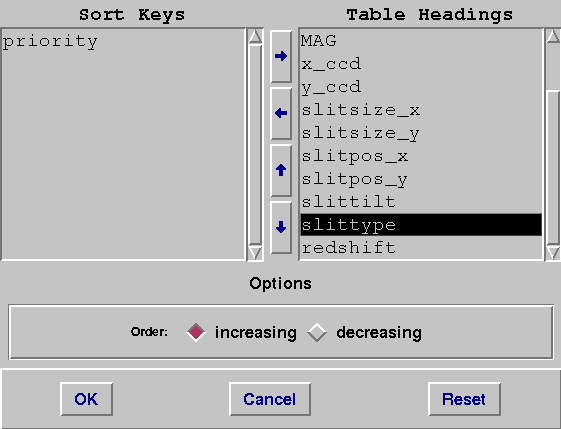 Sort Keys
Table Headings
priority
MAG
x_ccd
y_ccd
slitsize_x
slitsize_y
slitpos_x
slitpos_y
slittilt
slittype
redshift
Options
Order: increasing decreasing
OK Cancel Reset